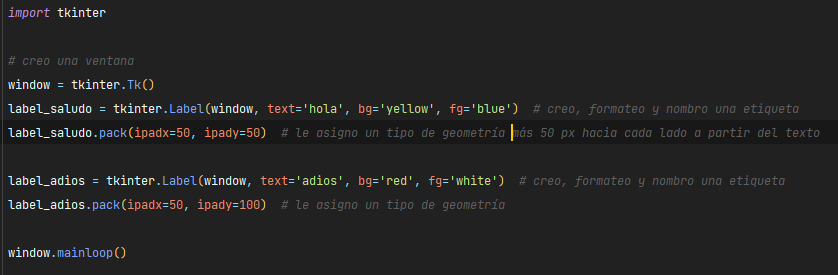 import tkinter
# creo una ventana
window = tkinter.Tk()
label_saludo = tkinter.Label(window, text='hola', bg='yellow', fg='blue')  # creo, formateo y nombro una etiqueta
label_saludo.pack(ipadx=50, ipady=50)  # le asigno un tipo de geometría más 50 px hacia cada lado a partir del texto
label_adios = tkinter.Label(window, text='adios', bg='red', fg='white')  # creo, formateo y nombro una etiqueta
label_adios.pack(ipadx=50, ipady=100)  # le asigno un tipo de geometría
window.mainloop()